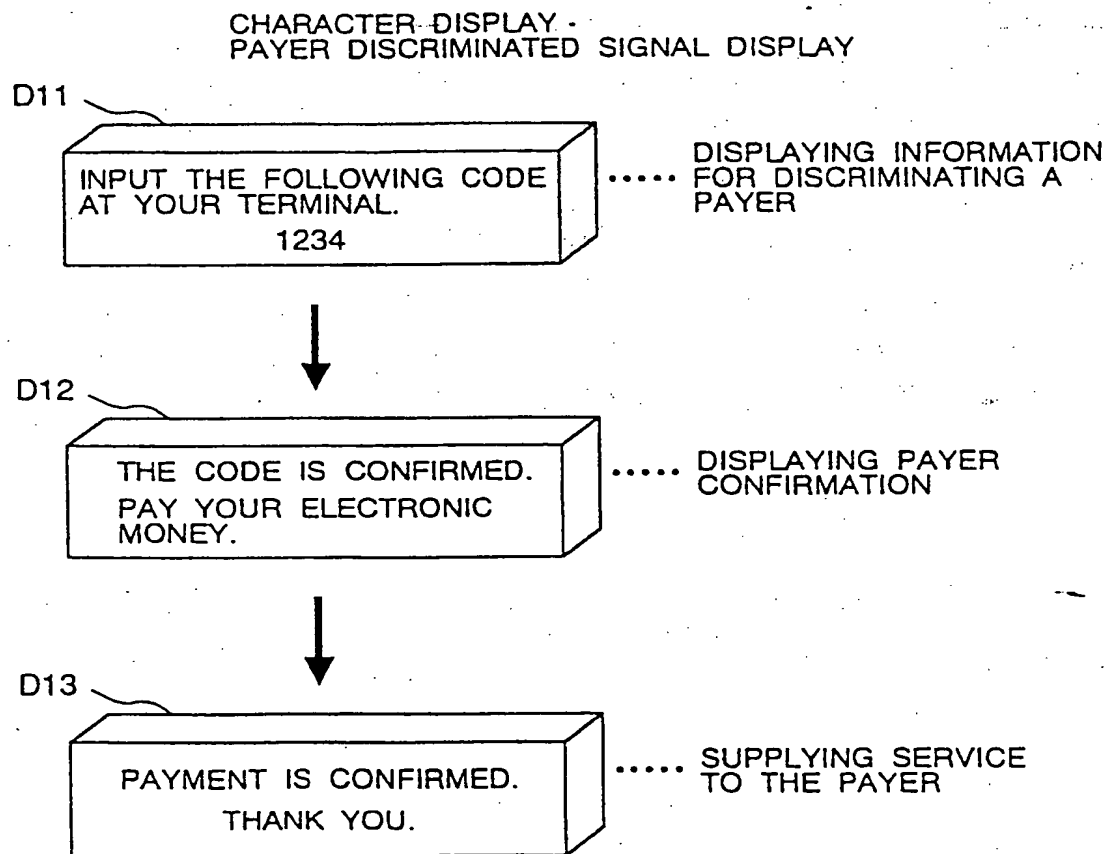 CHARACTER DISPLAY -
PAYER DISCRIMINATED SIGNAL DISPLAY
D11
INPUT THE FOLLOWING CODE
AT YOUR TERMINAL.
1234
..... DISPLAYING INFORMATION
FOR DISCRIMINATING A
PAYER
D12
THE CODE IS CONFIRMED.
PAY YOUR ELECTRONIC
MONEY.
..... DISPLAYING PAYER
CONFIRMATION
D13
PAYMENT IS CONFIRMED.
THANK YOU.
..... SUPPLYING SERVICE
TO THE PAYER